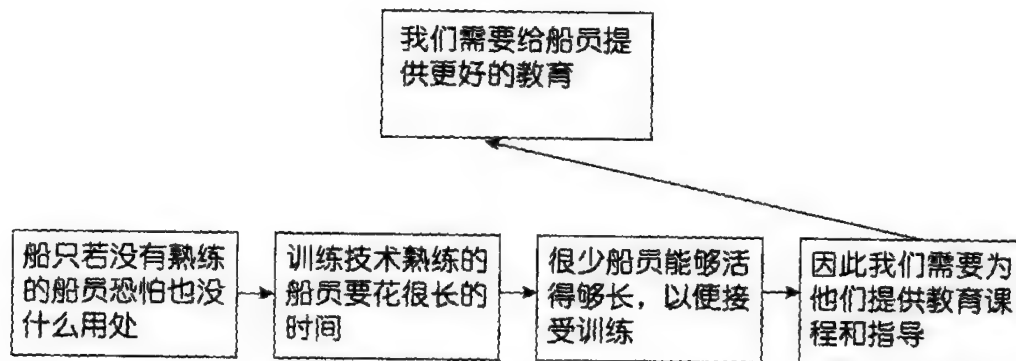 我们需要给船员提
供更好的教育
船只若没有熟练
的船员恐怕也没
什么用处
训练技术熟练的
船员要花很长的
时间
很少船员能够活
得够长，以便接
受训练
因此我们需要为
他们提供教育课
程和指导